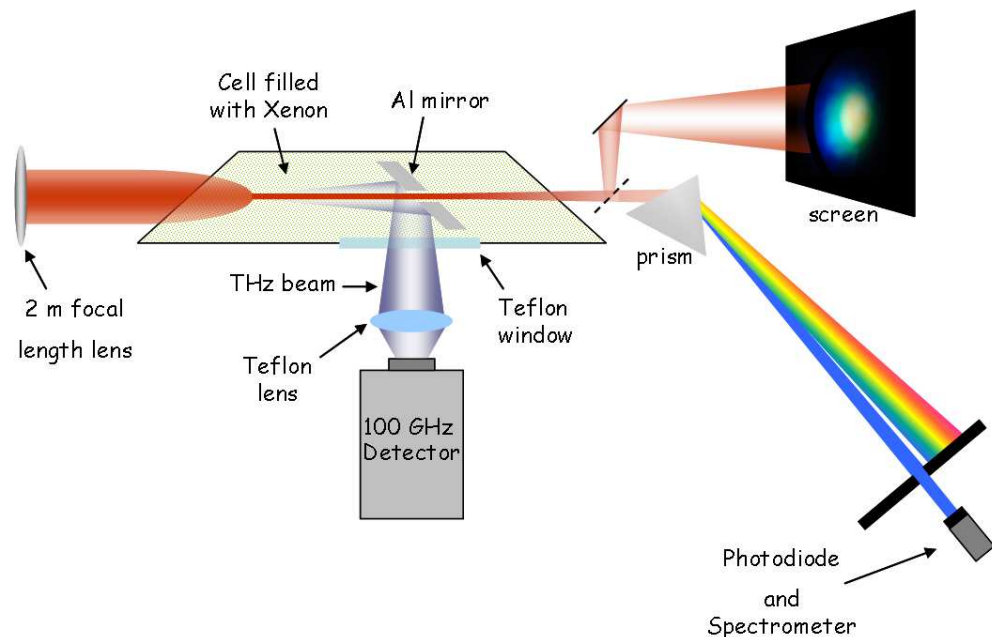 Cell filled
with Xenon
Al mirror
screen
prism
THz beam
2 m focal
length lens
Teflon
window
Teflon
lens
100 GHz
Detector
Photodiode
and
Spectrometer